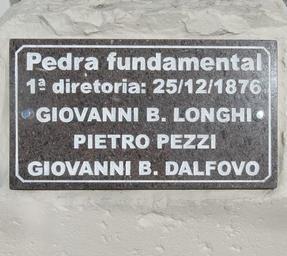 Pedra fundamental
1ª diretoria: 25/12/1876
GIOVANNI B. LONGHI
PIETRO PEZZI
GIOVANNI B. DALFOVO